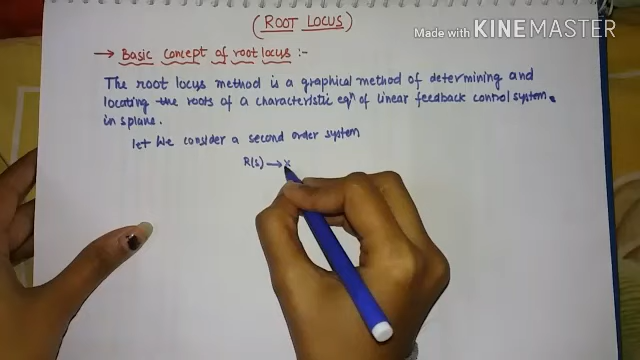 (ROOT LOCUS)
Made with KINEMASTER
→ Basic concept of root locus :-
The root locus method is a graphical method of determining and
locating the roots of a characteristic eqⁿ of linear feedback control system
in s plane.
let we consider a second order system
R(s) →